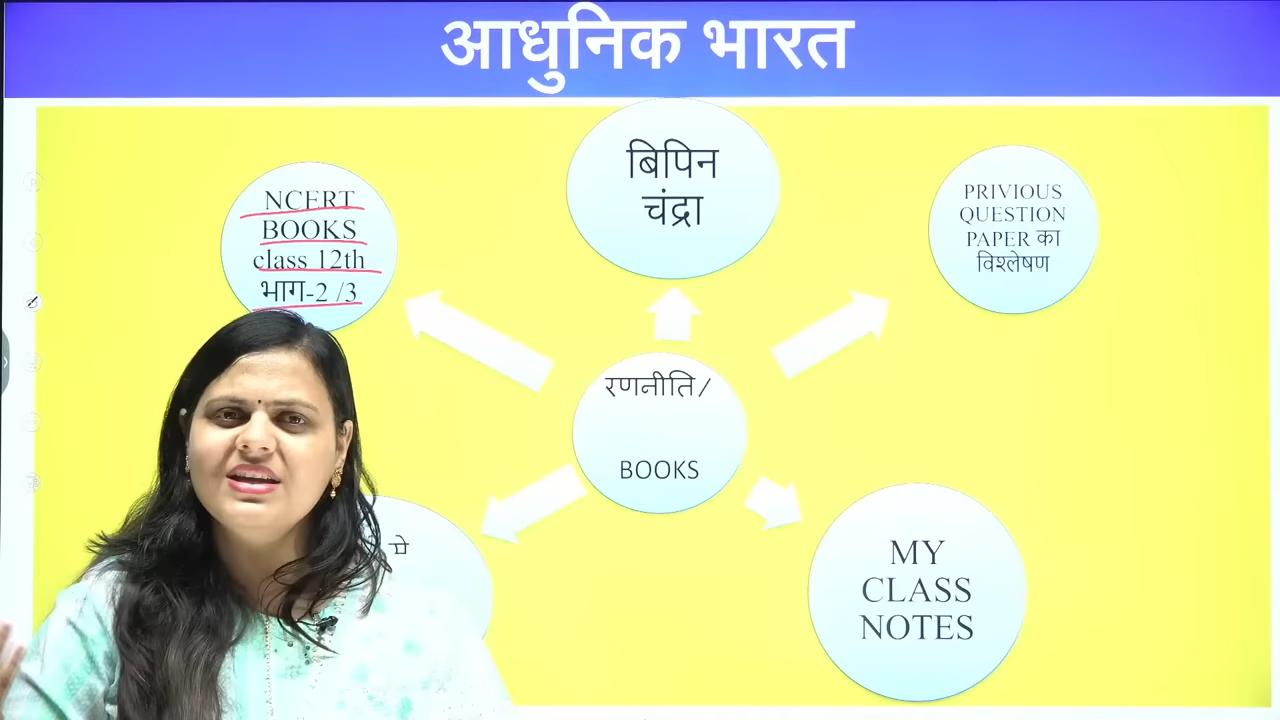 आधुनिक भारत
NCERT
BOOKS
class 12th
भाग-2 /3
बिपिन
चंद्रा
PRIVIOUS
QUESTION
PAPER का
विश्लेषण
रणनीति/
BOOKS
MY
CLASS
NOTES